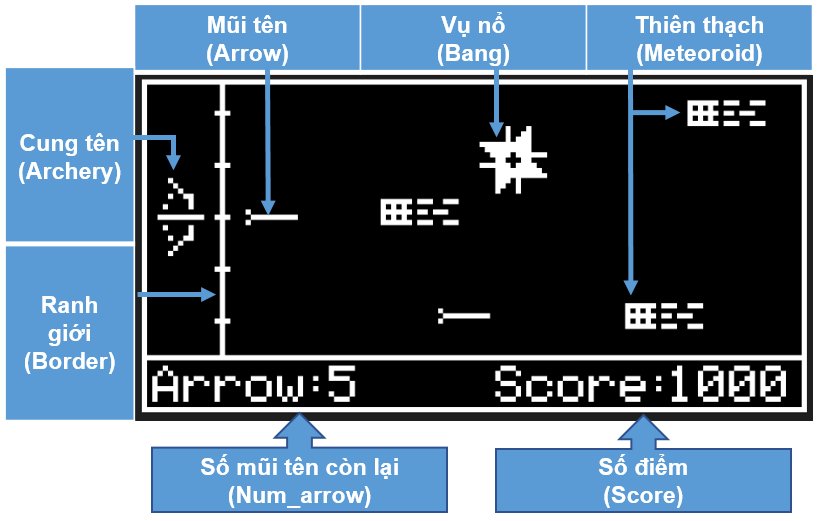 Mũi tên
(Arrow)
Vụ nổ
(Bang)
Thiên thạch
(Meteoroid)
Cung tên
(Archery)
Ranh
giới
(Border)
Arrow:5
Score:1000
Số mũi tên còn lại
(Num_arrow)
Số điểm
(Score)